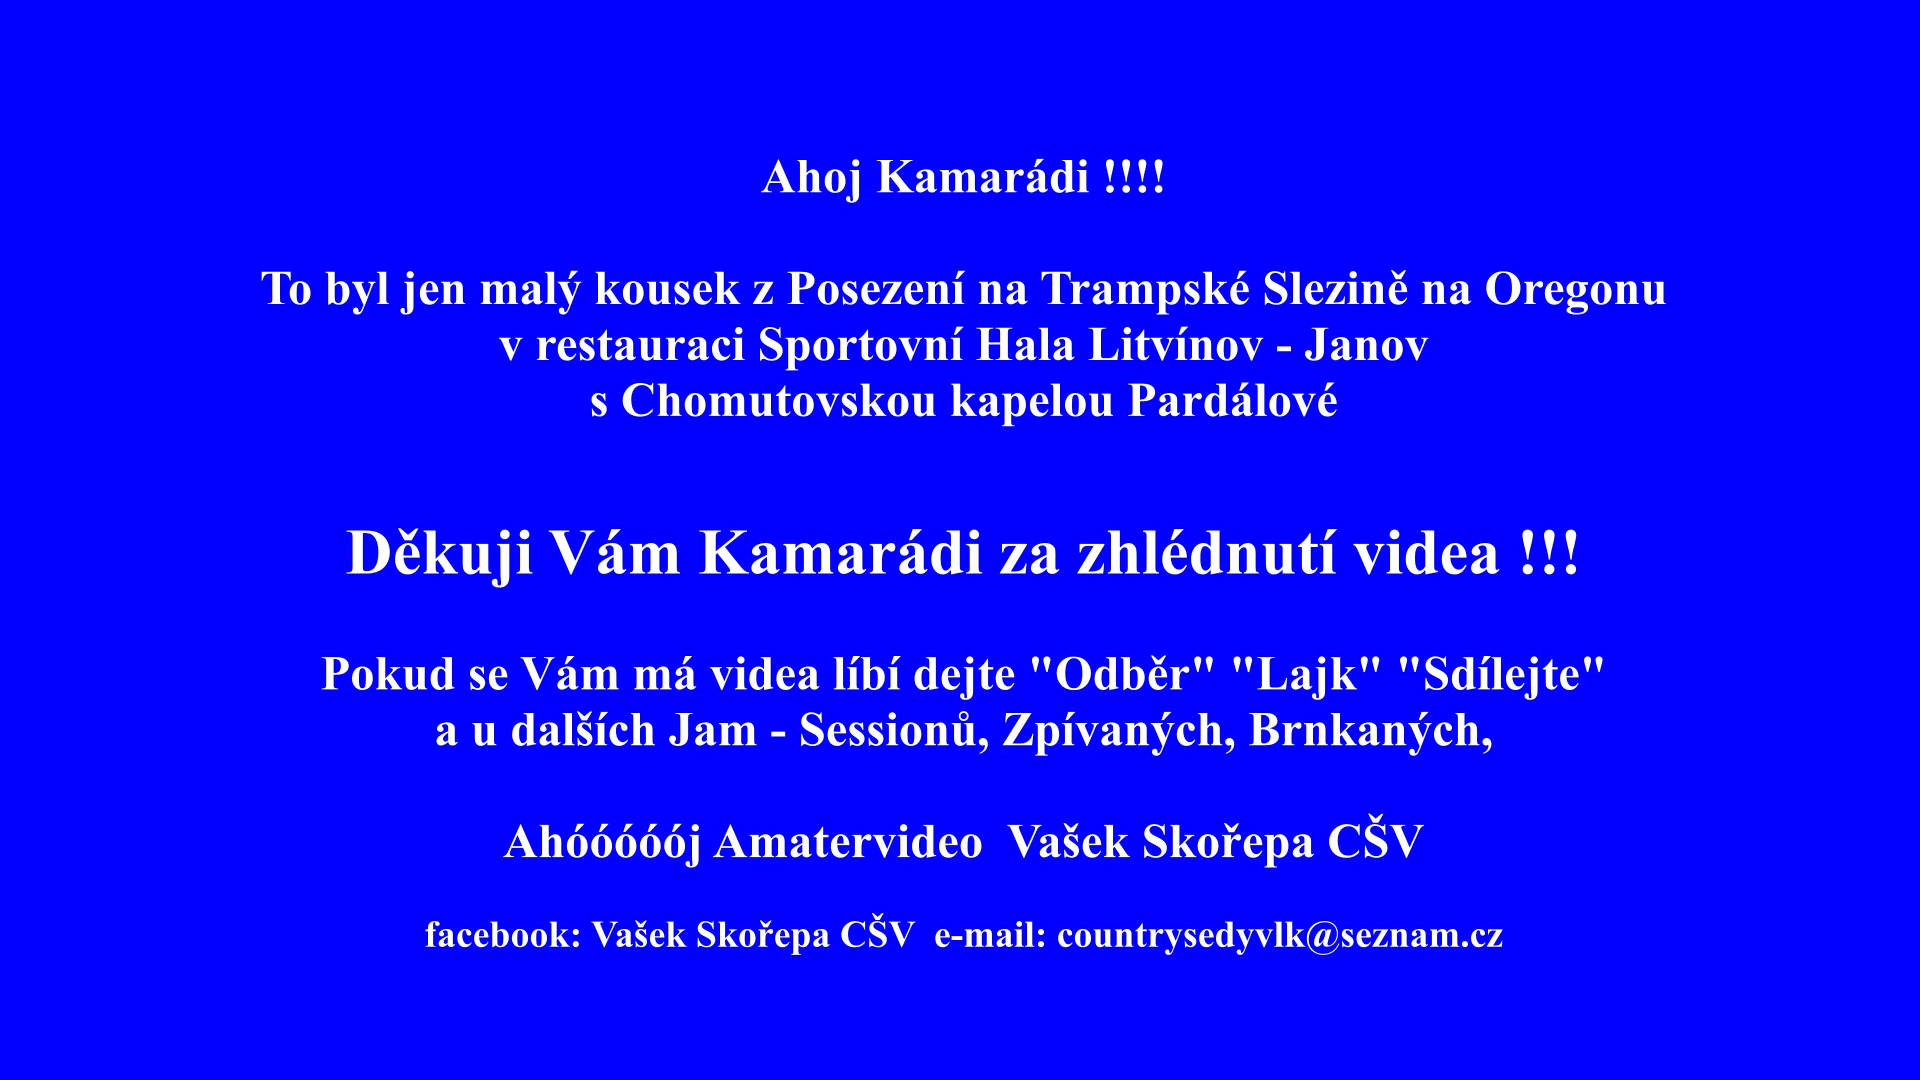 Ahoj Kamarádi !!!!
To byl jen malý kousek z Posezení na Trampské Slezině na Oregonu
v restauraci Sportovní Hala Litvínov - Janov
s Chomutovskou kapelou Pardálové
Děkuji Vám Kamarádi za zhlédnutí videa !!!
Pokud se Vám má videa líbí dejte "Odběr" "Lajk" "Sdílejte"
a u dalších Jam - Sessionů, Zpívaných, Brnkaných,
Ahóóóóój Amatervideo  Vašek Skořepa CŠV
facebook: Vašek Skořepa CŠV  e-mail: countrysedyvlk@seznam.cz